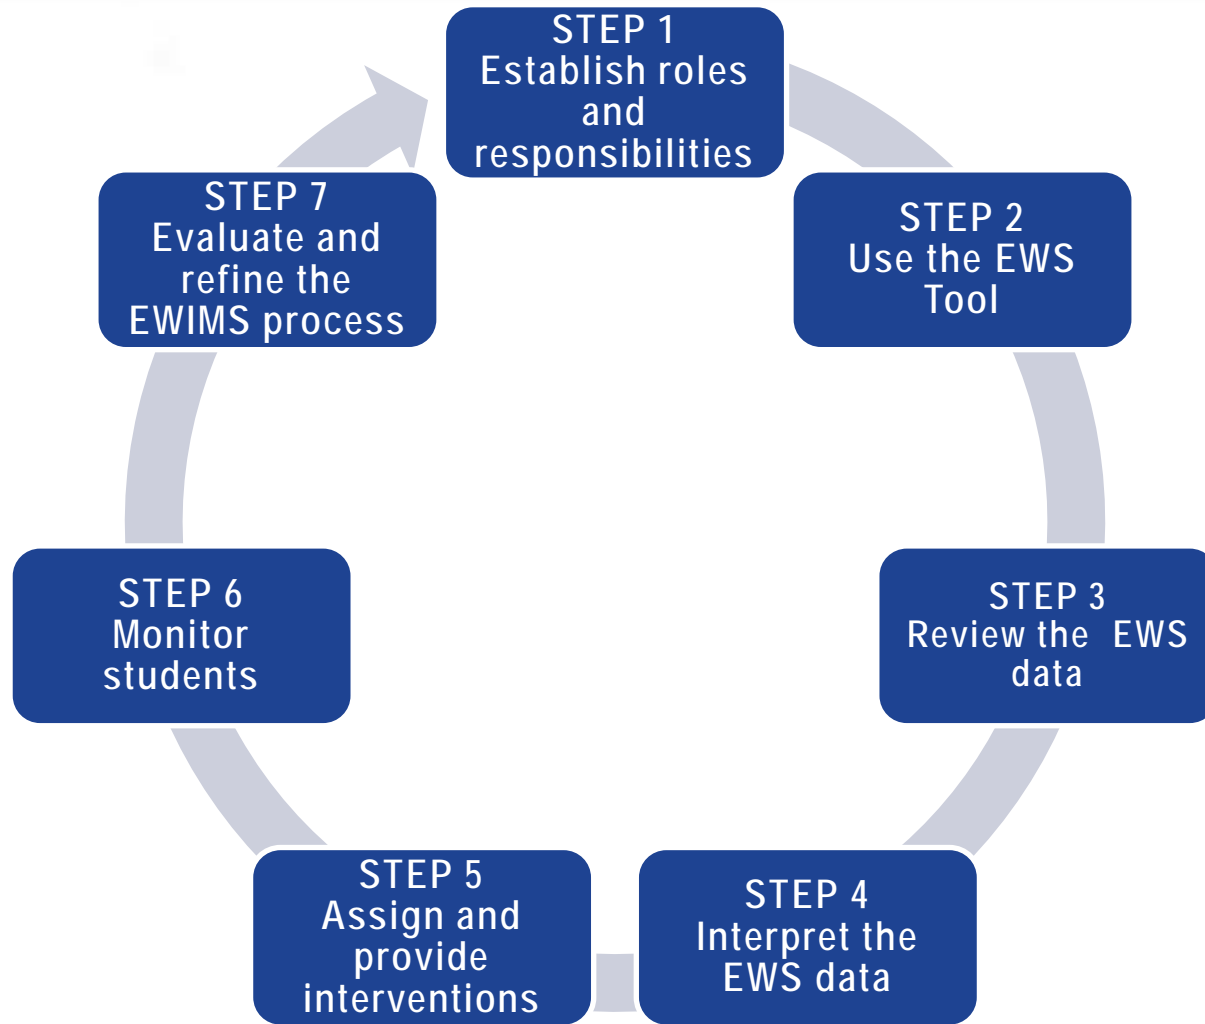 STEP 1
Establish roles
and
responsibilities
STEP 2
Use the EWS
Tool
STEP 3
Review the EWS
data
STEP 4
Interpret the
EWS data
STEP 5
Assign and
provide
interventions
STEP 6
Monitor
students
STEP 7
Evaluate and
refine the
EWIMS process